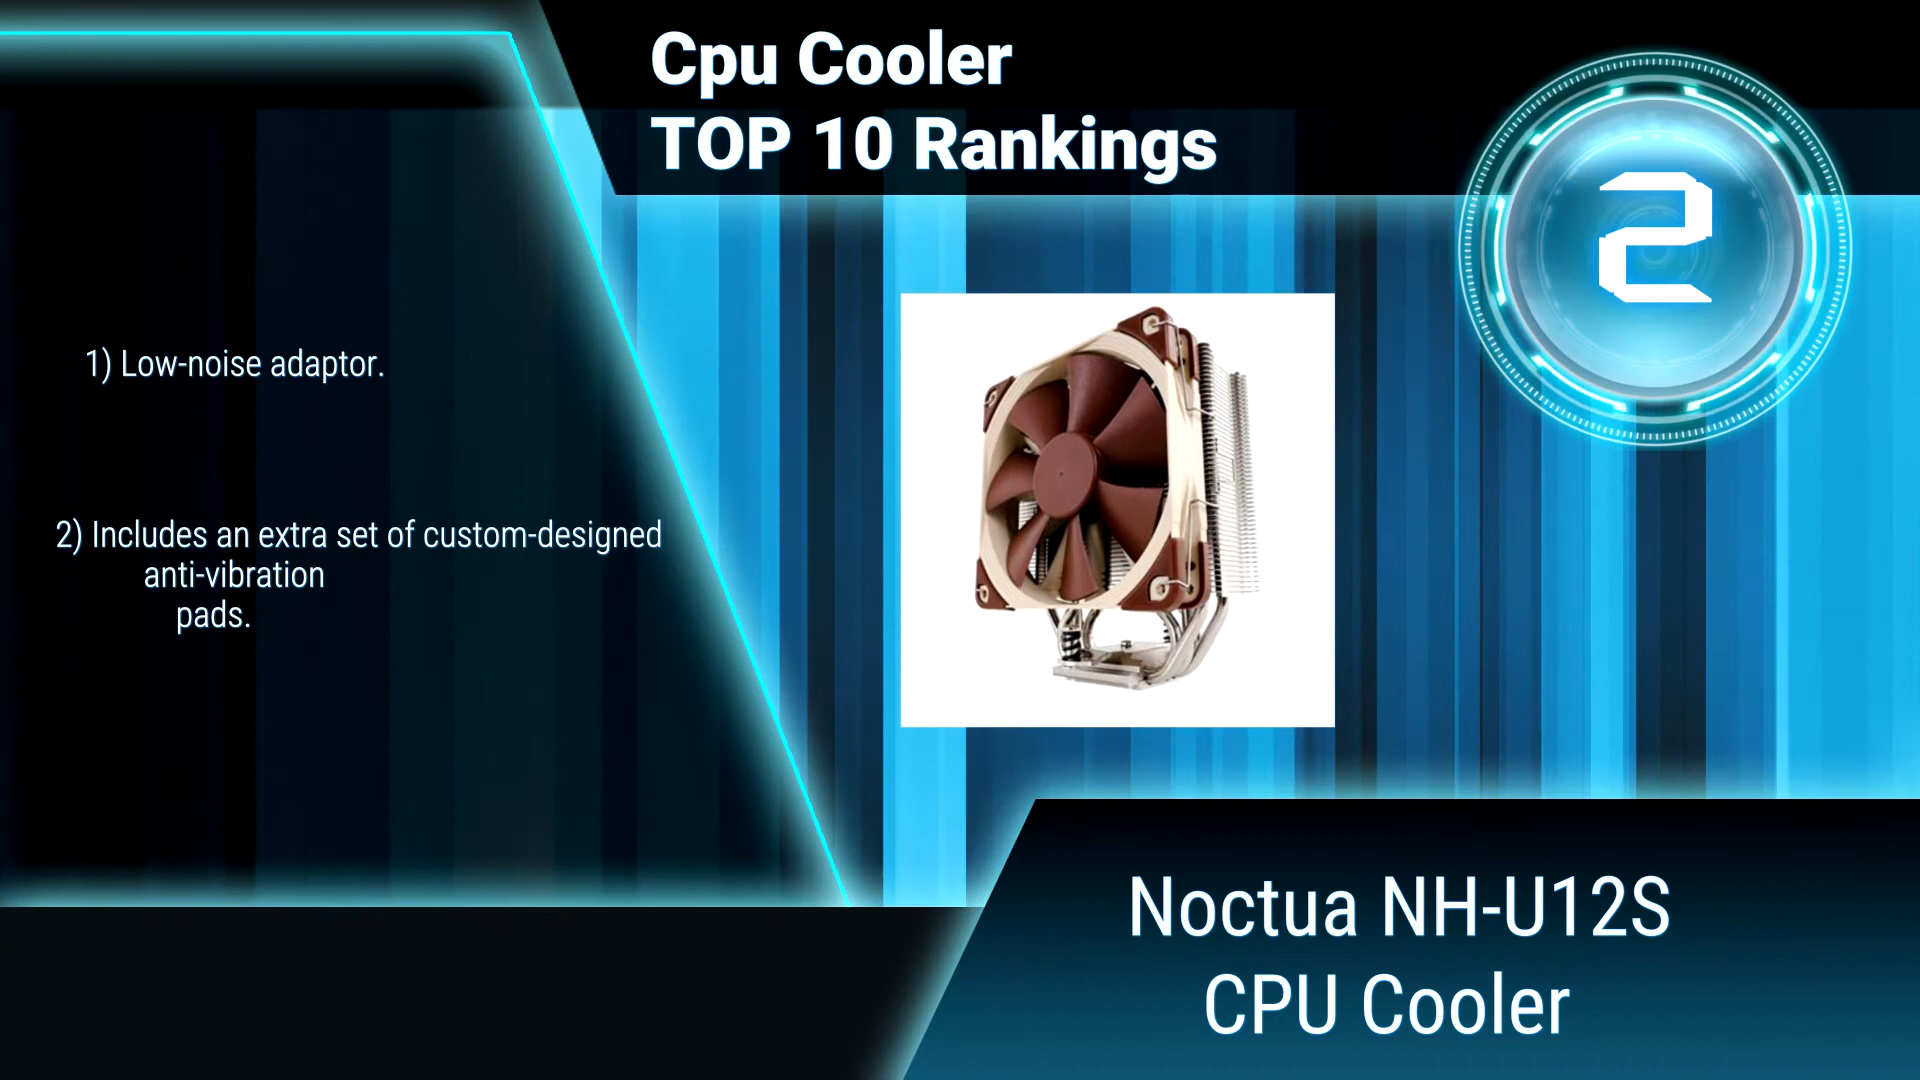 Cpu Cooler
TOP 10 Rankings
2
1) Low-noise adaptor.
2) Includes an extra set of custom-designed
anti-vibration
pads.
Noctua NH-U12S
CPU Cooler